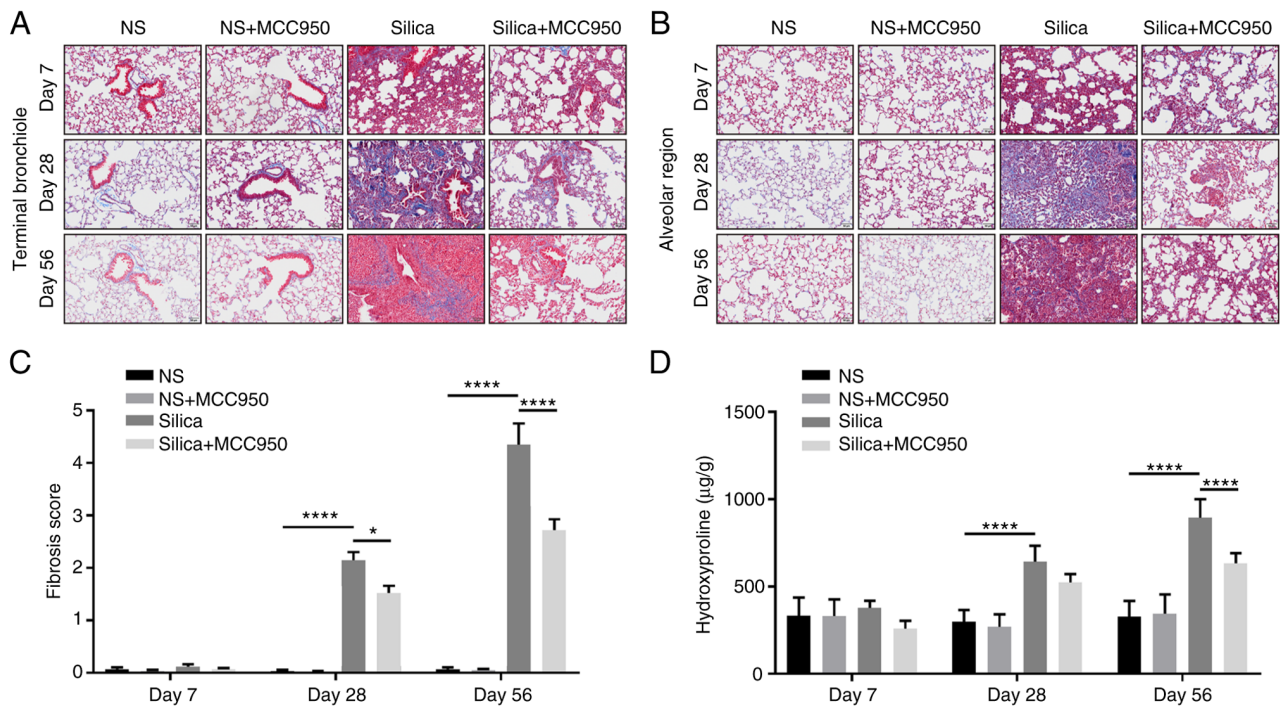 A
NS
NS+MCC950
Silica
Silica+MCC950
Terminal bronchiole
Day 7
Day 28
Day 56
B
NS
NS+MCC950
Silica
Silica+MCC950
Alveolar region
Day 7
Day 28
Day 56
C
NS
NS+MCC950
Silica
Silica+MCC950
Fibrosis score
5
4
3
2
1
0
****
*
****
****
Day 7
Day 28
Day 56
D
NS
NS+MCC950
Silica
Silica+MCC950
Hydroxyproline (µg/g)
1500
1000
500
0
****
****
****
Day 7
Day 28
Day 56